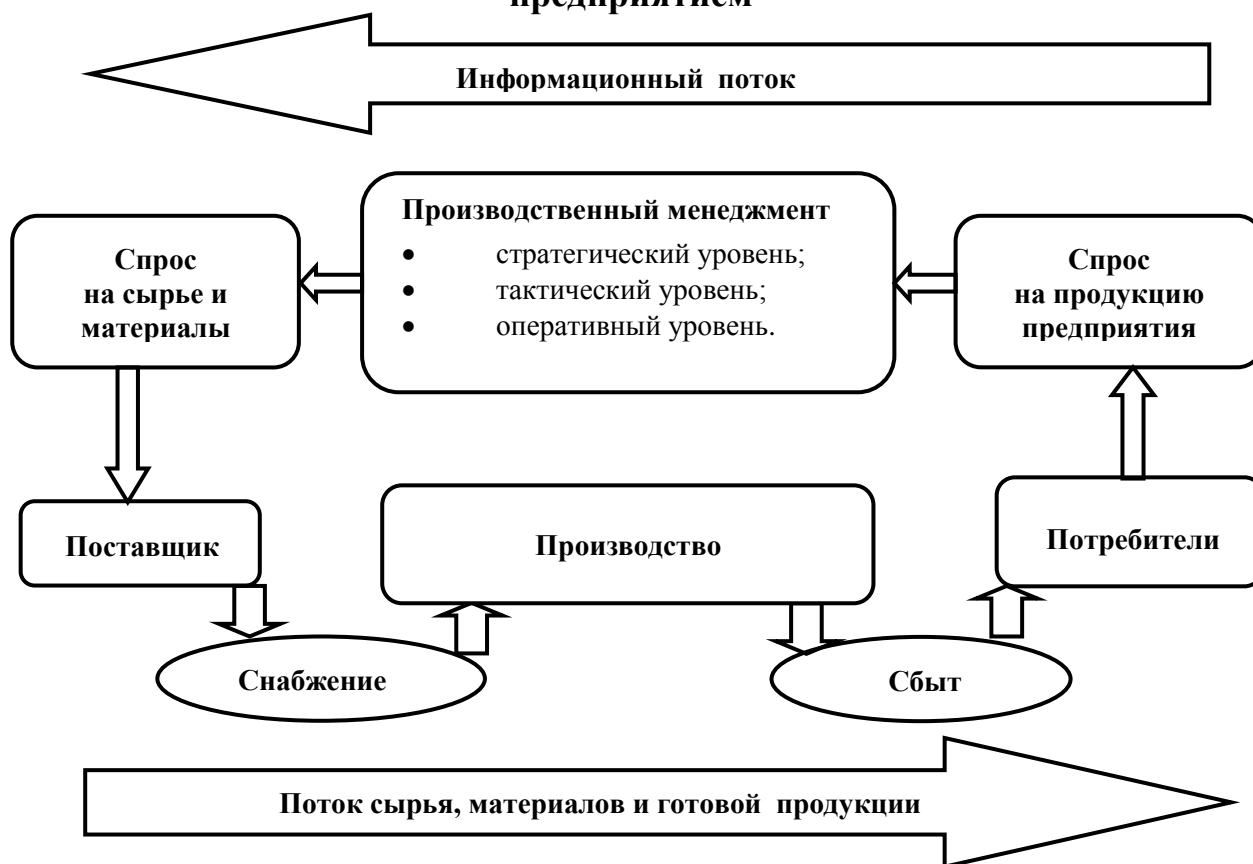 предприятием
Информационный поток
Производственный менеджмент
• стратегический уровень;
• тактический уровень;
• оперативный уровень.
Спрос
на сырье и
материалы
Спрос
на продукцию
предприятия
Поставщик
Производство
Потребители
Снабжение
Сбыт
Поток сырья, материалов и готовой продукции